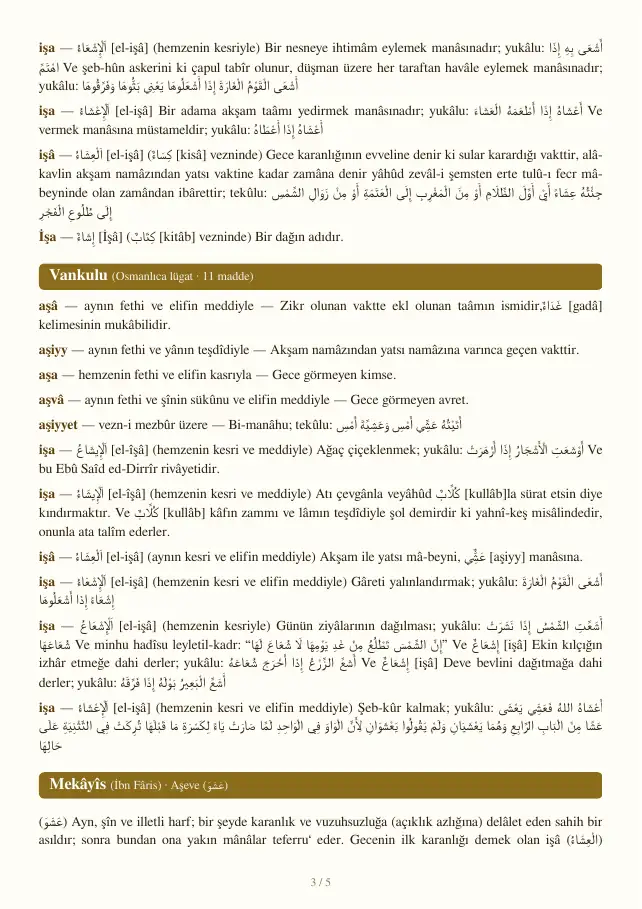 işa — اَلْإِشْعَاءُ [el-işâ] (hemzenin kesriyle) Bir nesneye ihtimâm eylemek manâsınadır; yukâlu: أَشْعَى بِهِ إِذَا
اهْتَمَّ Ve şeb-hûn askerini ki çapul tabîr olunur, düşman üzere her taraftan havâle eylemek manâsınadır;
yukâlu: أَشْعَى الْقَوْمُ الْغَارَةَ إِذَا أَشْعَلُوهَا يَعْنِي بَثُّوهَا وَفَرَّقُوهَا
işa — اَلْإِعْشَاءُ [el-işâ] Bir adama akşam taâmı yedirmek manâsınadır; yukâlu: أَعْشَاهُ إِذَا أَطْعَمَهُ الْعَشَاءَ Ve
vermek manâsına müstameldir; yukâlu: أَعْشَاهُ إِذَا أَعْطَاهُ
işâ — اَلْعِشَاءُ [el-işâ] (كِسَاءٌ [kisâ] vezninde) Gece karanlığının evveline denir ki sular karardığı vakttir, alâ-
kavlin akşam namâzından yatsı vaktine kadar zamâna denir yâhûd zevâl-i şemsten erte tulû-ı fecr mâ-
beyninde olan zamándan ibârettir; tekûlu: جِئْتُهُ عِشَاءً أَيْ أَوَّلَ الظَّلَامِ أَوْ مِنَ الْمَغْرِبِ إِلَى الْعَتَمَةِ أَوْ مِنْ زَوَالِ الشَّمْسِ
إِلَى طُلُوعِ الْفَجْرِ
İşa — إِشَاءُ [İşâ] (كِتَابٌ [kitâb] vezninde) Bir dağın adıdır.
Vankulu (Osmanlıca lügat · 11 madde)
aşâ — aynın fethi ve elifin meddiyle — Zikr olunan vaktte ekl olunan taâmın ismidir,غَدَاءٌ [gadâ]
kelimesinin mukâbilidir.
aşiyy — aynın fethi ve yânın teşdîdiyle — Akşam namâzından yatsı namâzına varınca geçen vakttir.
aşa — hemzenin fethi ve elifin kasrıyla — Gece görmeyen kimse.
aşvâ — aynın fethi ve şînin sükûnu ve elifin meddiyle — Gece görmeyen avret.
aşiyyet — vezn-i mezbûr üzere — Bi-manâhu; tekûlu: أَتَيْتُهُ عَشِّي أَمْسِ وَعَشِيَّةَ أَمْسِ
işa — اَلْإِيشَاعُ [el-îşâ] (hemzenin kesri ve meddiyle) Ağaç çiçeklenmek; yukâlu: أَوْشَعَتِ الْأَشْجَارُ إِذَا أَزْهَرَتْ Ve
bu Ebû Saîd ed-Dirrîr rivâyetidir.
işa — اَلْإِيشَاءُ [el-îşâ] (hemzenin kesri ve meddiyle) Atı çevgânla veyâhûd كُلَّابٌ [kullâb]la sürat etsin diye
kındırmaktır. Ve كُلَّابٌ [kullâb] kâfın zammı ve lâmın teşdîdiyle şol demirdir ki yahnî-keş misâlindedir,
onunla ata talîm ederler.
işâ — اَلْعِشَاءُ [el-işâ] (aynın kesri ve elifin meddiyle) Akşam ile yatsı mâ-beyni, عَشِّي [aşiyy] manâsına.
işa — اَلْإِشْعَاءُ [el-işâ] (hemzenin kesri ve elifin meddiyle) Gâreti yalınlandırmak; yukâlu: أَشْعَى الْقَوْمُ الْغَارَةَ
إِشْعَاءً إِذَا أَشْعَلُوهَا
işa — اَلْإِشْعَاعُ [el-işâ] (hemzenin kesriyle) Günün ziyâlarının dağılması; yukâlu: أَشَعَّتِ الشَّمْسُ إِذَا نَشَرَتْ
شُعَاعَهَا Ve minhu hadîsu leyletil-kadr: “إِنَّ الشَّمْسَ تَطْلُعُ مِنْ غَدِ يَوْمِهَا لَا شُعَاعَ لَهَا” Ve إِشْعَاعٌ [işâ] Ekin kılçığın
izhâr etmeğe dahi derler; yukâlu: أَشَعَّ الزَّرْعُ إِذَا أَخْرَجَ شُعَاعَهُ Ve إِشْعَاعٌ [işâ] Deve bevlini dağıtmağa dahi
derler; yukâlu: أَشَعَّ الْبَعِيرُ بَوْلَهُ إِذَا فَرَّقَهُ
işa — اَلْإِعْشَاءُ [el-işâ] (hemzenin kesri ve elifin meddiyle) Şeb-kûr kalmak; yukâlu: أَعْشَاهُ اللهُ فَعَشِيَ يَعْشَى
عَشًا مِنَ الْبَابِ الرَّابِعِ وَهُمَا يَعْشَيَانِ وَلَمْ يَقُولُوا يَعْشَوَانِ لِأَنَّ الْوَاوَ فِي الْوَاحِدِ لَمَّا صَارَتْ يَاءً لِكَسْرَةِ مَا قَبْلَهَا تُرِكَتْ فِي التَّثْنِيَةِ عَلَى
حَالِهَا
Mekâyîs (İbn Fâris) · Aşeve (عَشَوَ)
(عَشَوَ) Ayn, şîn ve illetli harf; bir şeyde karanlık ve vuzuhsuzluğa (açıklık azlığına) delâlet eden sahih bir
asıldır; sonra bundan ona yakın mânâlar teferru‘ eder. Gecenin ilk karanlığı demek olan işâ (الْعِشَاءُ)
3 / 5